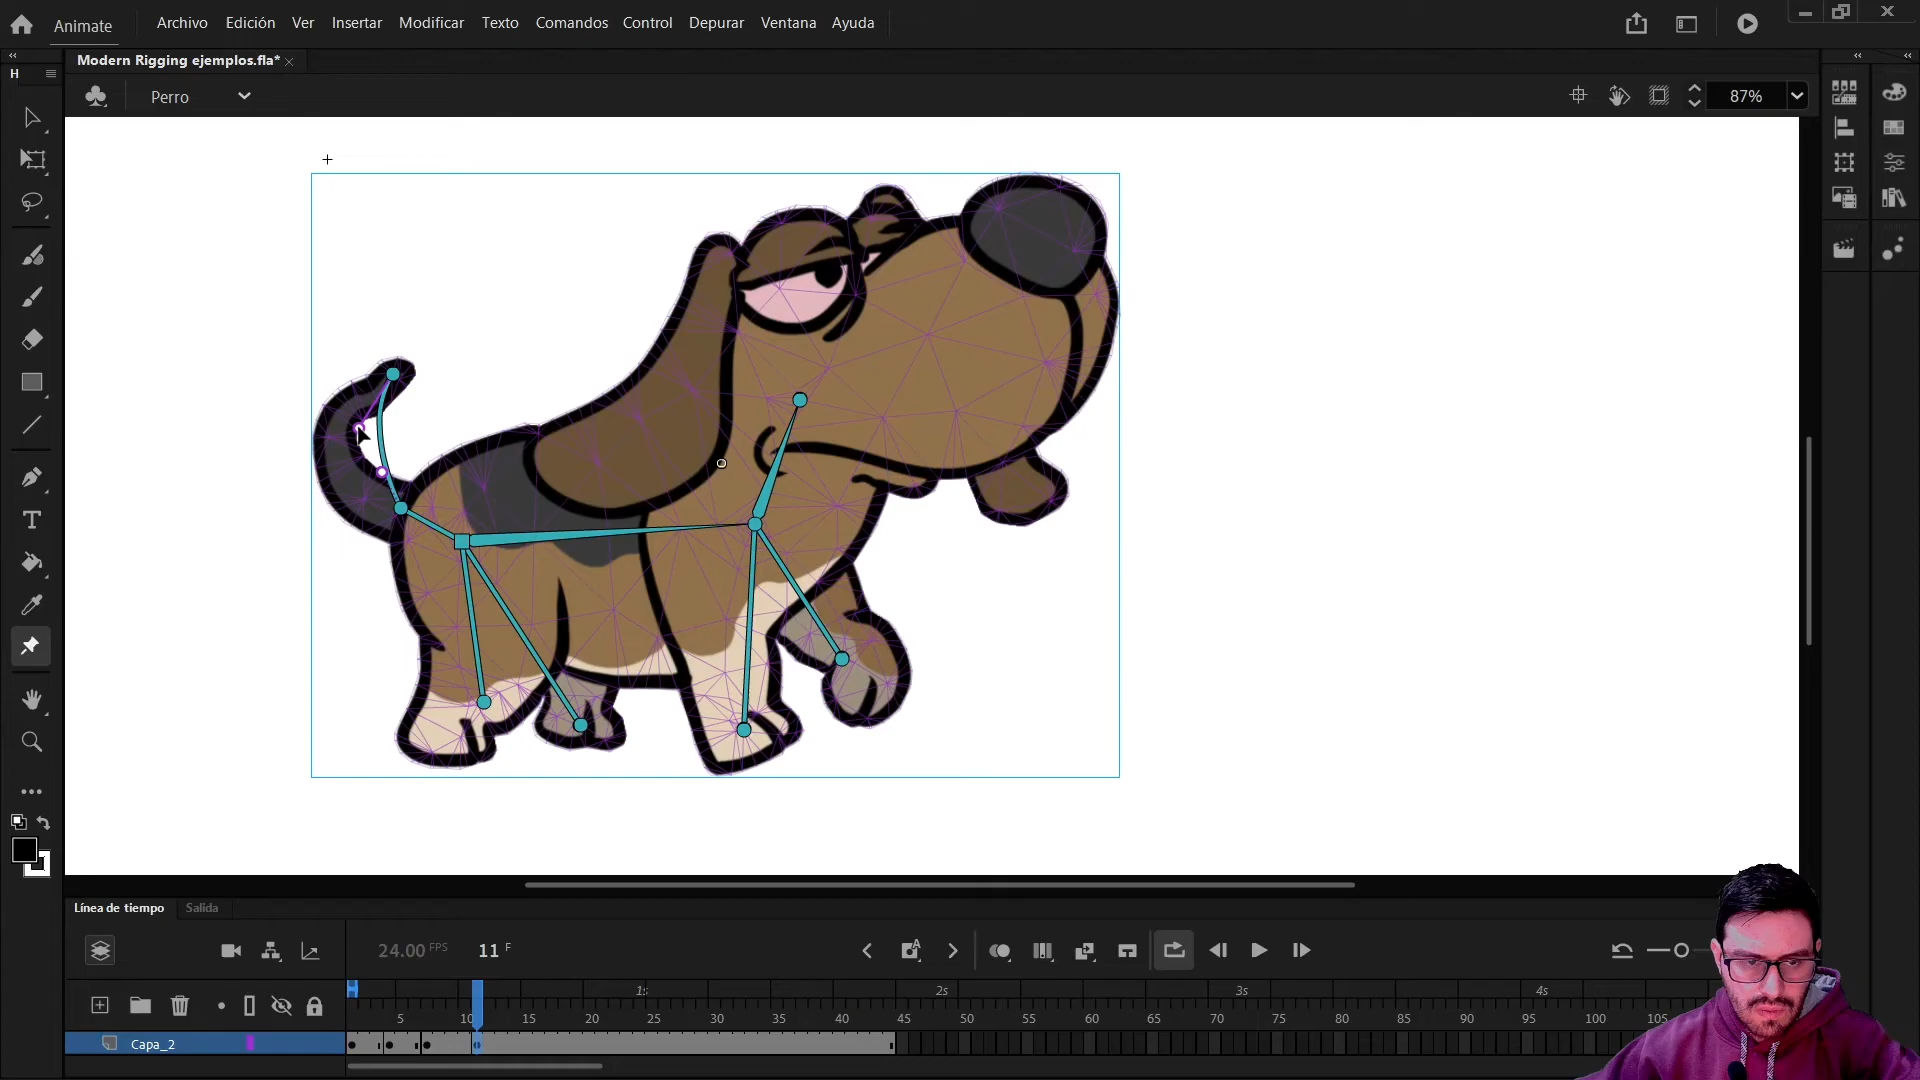 Animate Archivo Edición Ver Insertar Modificar Texto Comandos Control Depurar Ventana Ayuda
Modern Rigging ejemplos.fla*
H
Perro 87%
Línea de tiempo Salida
24.00 FPS 11 F
1s 2s 3s 4s
5 10 15 20 25 30 35 40 45 50 55 60 65 70 75 80 85 90 95 100 105
Capa_2